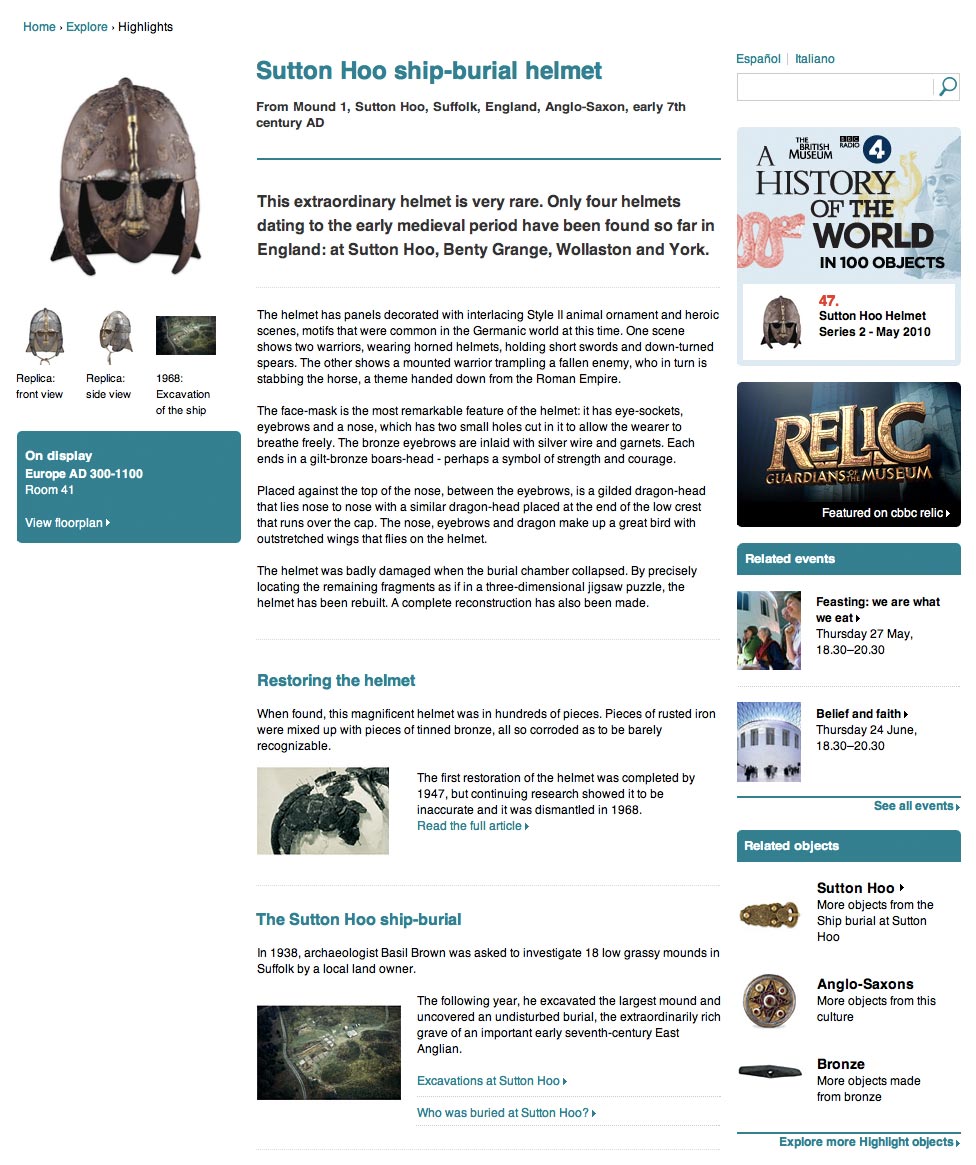 Home › Explore › Highlights
Sutton Hoo ship-burial helmet
From Mound 1, Sutton Hoo, Suffolk, England, Anglo-Saxon, early 7th
century AD
This extraordinary helmet is very rare. Only four helmets
dating to the early medieval period have been found so far in
England: at Sutton Hoo, Benty Grange, Wollaston and York.
The helmet has panels decorated with interlacing Style II animal ornament and heroic
scenes, motifs that were common in the Germanic world at this time. One scene
shows two warriors, wearing horned helmets, holding short swords and down-turned
spears. The other shows a mounted warrior trampling a fallen enemy, who in turn is
stabbing the horse, a theme handed down from the Roman Empire.
The face-mask is the most remarkable feature of the helmet: it has eye-sockets,
eyebrows and a nose, which has two small holes cut in it to allow the wearer to
breathe freely. The bronze eyebrows are inlaid with silver wire and garnets. Each
ends in a gilt-bronze boars-head - perhaps a symbol of strength and courage.
Placed against the top of the nose, between the eyebrows, is a gilded dragon-head
that lies nose to nose with a similar dragon-head placed at the end of the low crest
that runs over the cap. The nose, eyebrows and dragon make up a great bird with
outstretched wings that flies on the helmet.
The helmet was badly damaged when the burial chamber collapsed. By precisely
locating the remaining fragments as if in a three-dimensional jigsaw puzzle, the
helmet has been rebuilt. A complete reconstruction has also been made.
Restoring the helmet
When found, this magnificent helmet was in hundreds of pieces. Pieces of rusted iron
were mixed up with pieces of tinned bronze, all so corroded as to be barely
recognizable.
The first restoration of the helmet was completed by
1947, but continuing research showed it to be
inaccurate and it was dismantled in 1968.
Read the full article
The Sutton Hoo ship-burial
In 1938, archaeologist Basil Brown was asked to investigate 18 low grassy mounds in
Suffolk by a local land owner.
The following year, he excavated the largest mound and
uncovered an undisturbed burial, the extraordinarily rich
grave of an important early seventh-century East
Anglian.
Excavations at Sutton Hoo
Who was buried at Sutton Hoo?
Replica:
front view
Replica:
side view
1968:
Excavation
of the ship
On display
Europe AD 300-1100
Room 41
View floorplan
Español | Italiano
THE
BRITISH
MUSEUM
BBC
RADIO
4
A
HISTORY
OF THE
WORLD
IN 100 OBJECTS
47.
Sutton Hoo Helmet
Series 2 - May 2010
RELIC
GUARDIANS OF THE MUSEUM
Featured on cbbc relic
Related events
Feasting: we are what
we eat
Thursday 27 May,
18.30–20.30
Belief and faith
Thursday 24 June,
18.30–20.30
See all events
Related objects
Sutton Hoo
More objects from the
Ship burial at Sutton
Hoo
Anglo-Saxons
More objects from this
culture
Bronze
More objects made
from bronze
Explore more Highlight objects